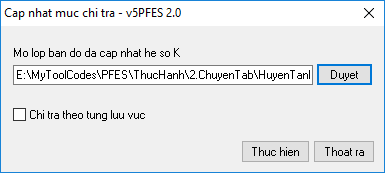 Cap nhat muc chi tra - v5PFES 2.0
Mo lop ban do da cap nhat he so K
E:\MyToolCodes\PFES\ThucHanh\2.ChuyenTab\HuyenTanl
Duyet
Chi tra theo tung luu vuc
Thuc hien
Thoat ra